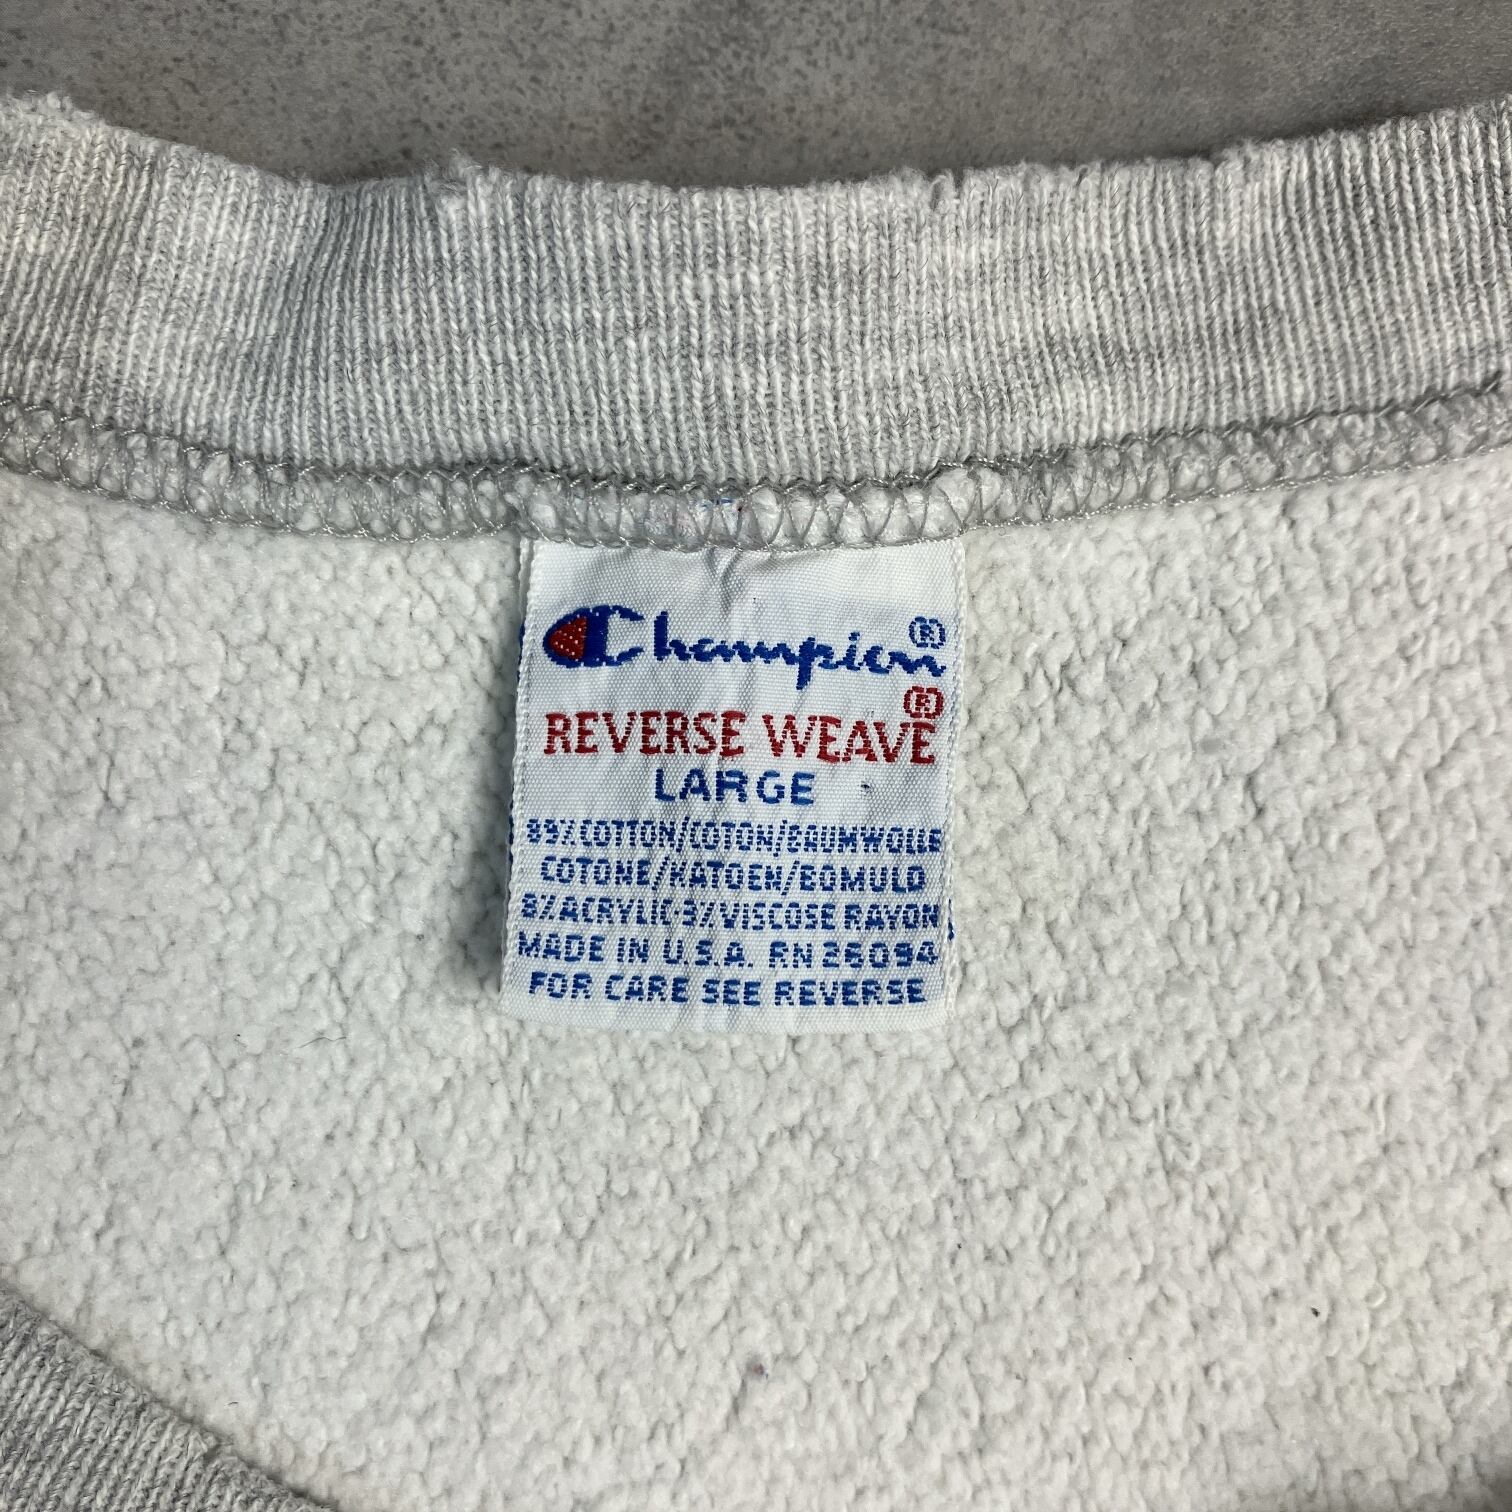 Champion®
REVERSE WEAVE®
LARGE
89% COTTON/COTON/BAUMWOLLE
COTONE/KATOEN/BOMULD
8% ACRYLIC·3% VISCOSE RAYON
MADE IN U.S.A. RN 26094
FOR CARE SEE REVERSE